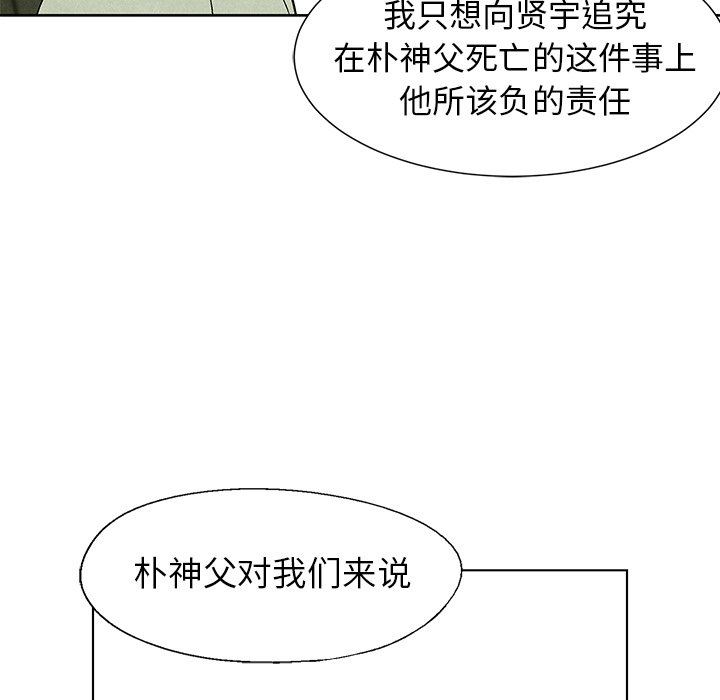 我只想向贤宇追究
在朴神父死亡的这件事上
他所该负的责任
朴神父对我们来说